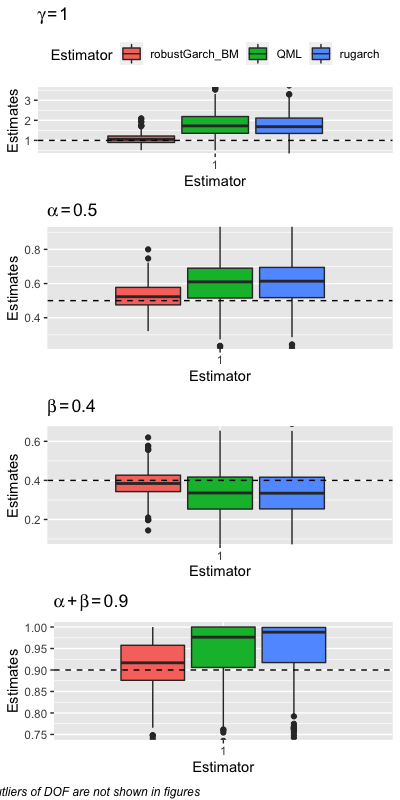 γ = 1
Estimator robustGarch_BM QML rugarch
Estimates
3
2
1
1
Estimator
α = 0.5
Estimates
0.8
0.6
0.4
1
Estimator
β = 0.4
Estimates
0.6
0.4
0.2
1
Estimator
α + β = 0.9
Estimates
1.00
0.95
0.90
0.85
0.80
0.75
1
Estimator
utliers of DOF are not shown in figures